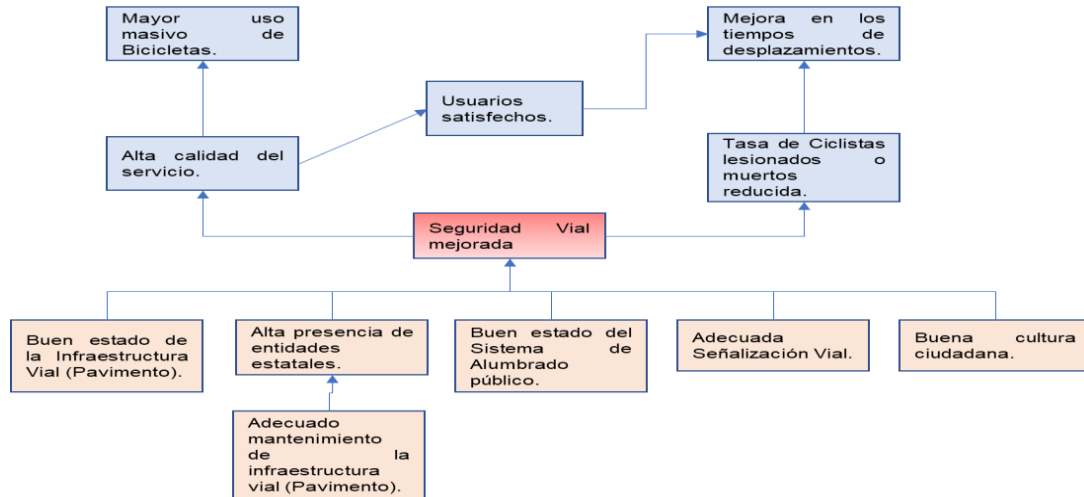 Mayor uso
masivo de
Bicicletas.
Mejora en los
tiempos de
desplazamientos.
Usuarios
satisfechos.
Alta calidad del
servicio.
Tasa de Ciclistas
lesionados o
muertos
reducida.
Seguridad Vial
mejorada
Buen estado de
la Infraestructura
Vial (Pavimento).
Alta presencia de
entidades
estatales.
Buen estado del
Sistema de
Alumbrado
público.
Adecuada
Señalización Vial.
Buena cultura
ciudadana.
Adecuado
mantenimiento
de la
infraestructura
vial (Pavimento).